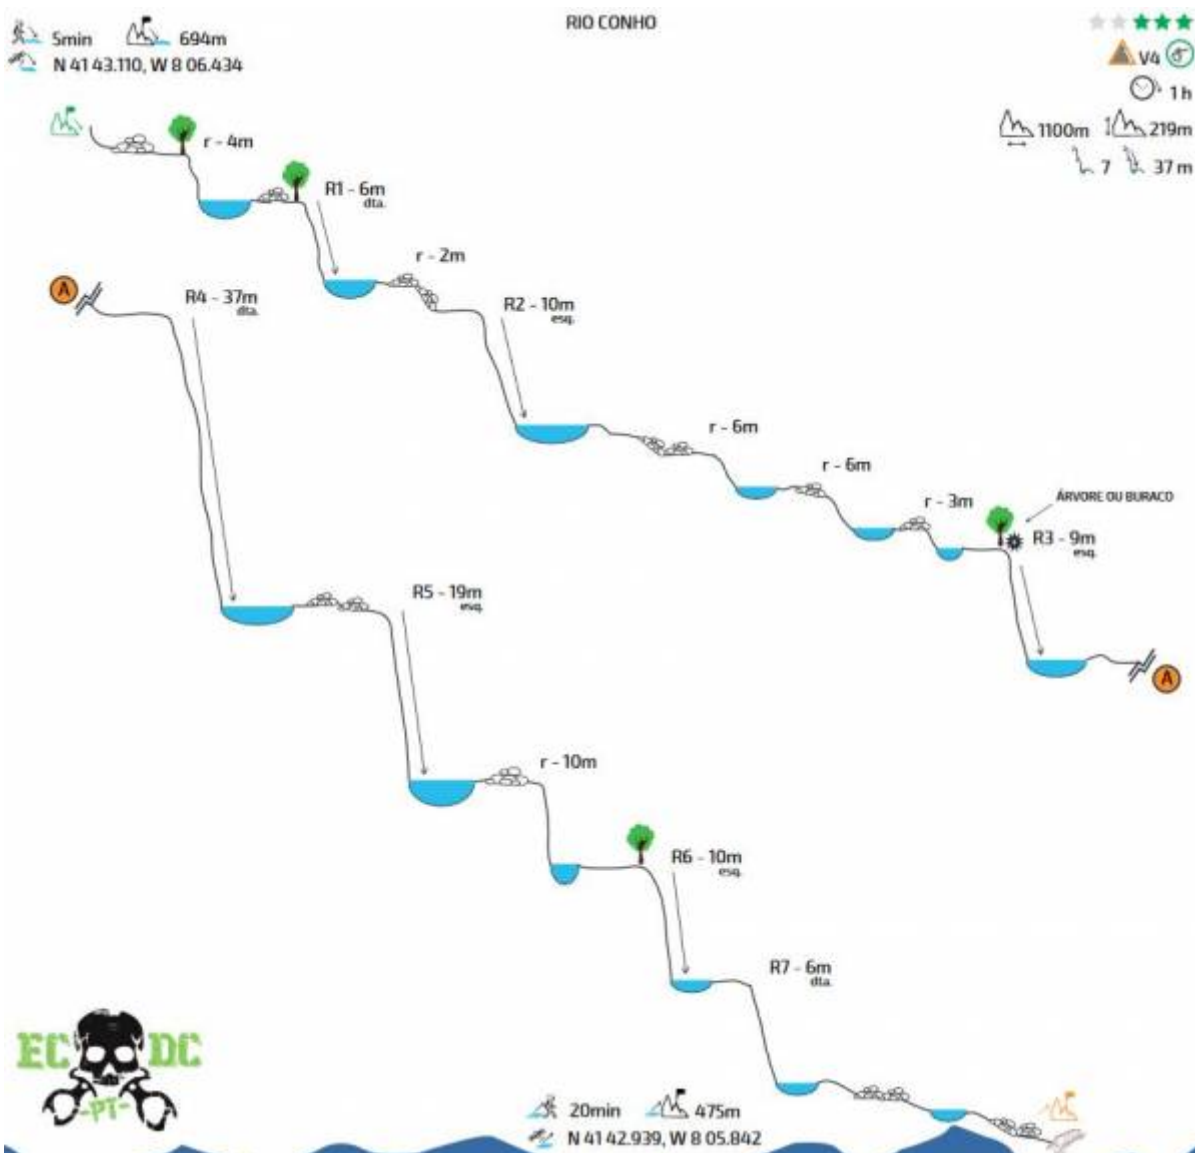 RIO CONHO
5min 694m
N 41 43.110, W 8 06.434
V4
1 h
1100m 219m
7 37 m
r - 4m
R1 - 6m
dta.
r - 2m
R2 - 10m
esq.
r - 6m
r - 6m
r - 3m
ÁRVORE OU BURACO
R3 - 9m
esq.
A
A
R4 - 37m
dta.
R5 - 19m
esq.
r - 10m
R6 - 10m
esq.
R7 - 6m
dta.
EC DC
-PT-
20min 475m
N 41 42.939, W 8 05.842